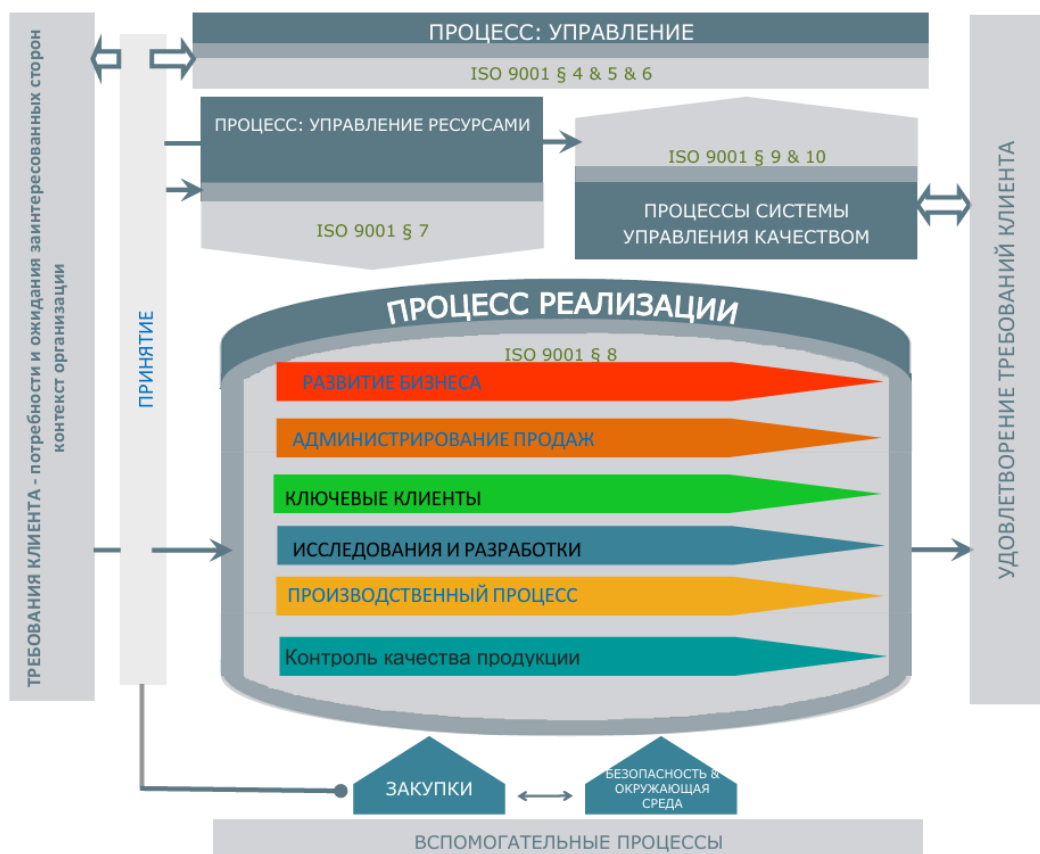 ТРЕБОВАНИЯ КЛИЕНТА - потребности и ожидания заинтересованных сторон
контекст организации
ПРИНЯТИЕ
ПРОЦЕСС: УПРАВЛЕНИЕ
ISO 9001 § 4 & 5 & 6
ПРОЦЕСС: УПРАВЛЕНИЕ РЕСУРСАМИ
ISO 9001 § 7
ISO 9001 § 9 & 10
ПРОЦЕССЫ СИСТЕМЫ
УПРАВЛЕНИЯ КАЧЕСТВОМ
ПРОЦЕСС РЕАЛИЗАЦИИ
ISO 9001 § 8
РАЗВИТИЕ БИЗНЕСА
АДМИНИСТРИРОВАНИЕ ПРОДАЖ
КЛЮЧЕВЫЕ КЛИЕНТЫ
ИССЛЕДОВАНИЯ И РАЗРАБОТКИ
ПРОИЗВОДСТВЕННЫЙ ПРОЦЕСС
Контроль качества продукции
ЗАКУПКИ
БЕЗОПАСНОСТЬ &
ОКРУЖАЮЩАЯ
СРЕДА
ВСПОМОГАТЕЛЬНЫЕ ПРОЦЕССЫ
УДОВЛЕТВОРЕНИЕ ТРЕБОВАНИЙ КЛИЕНТА